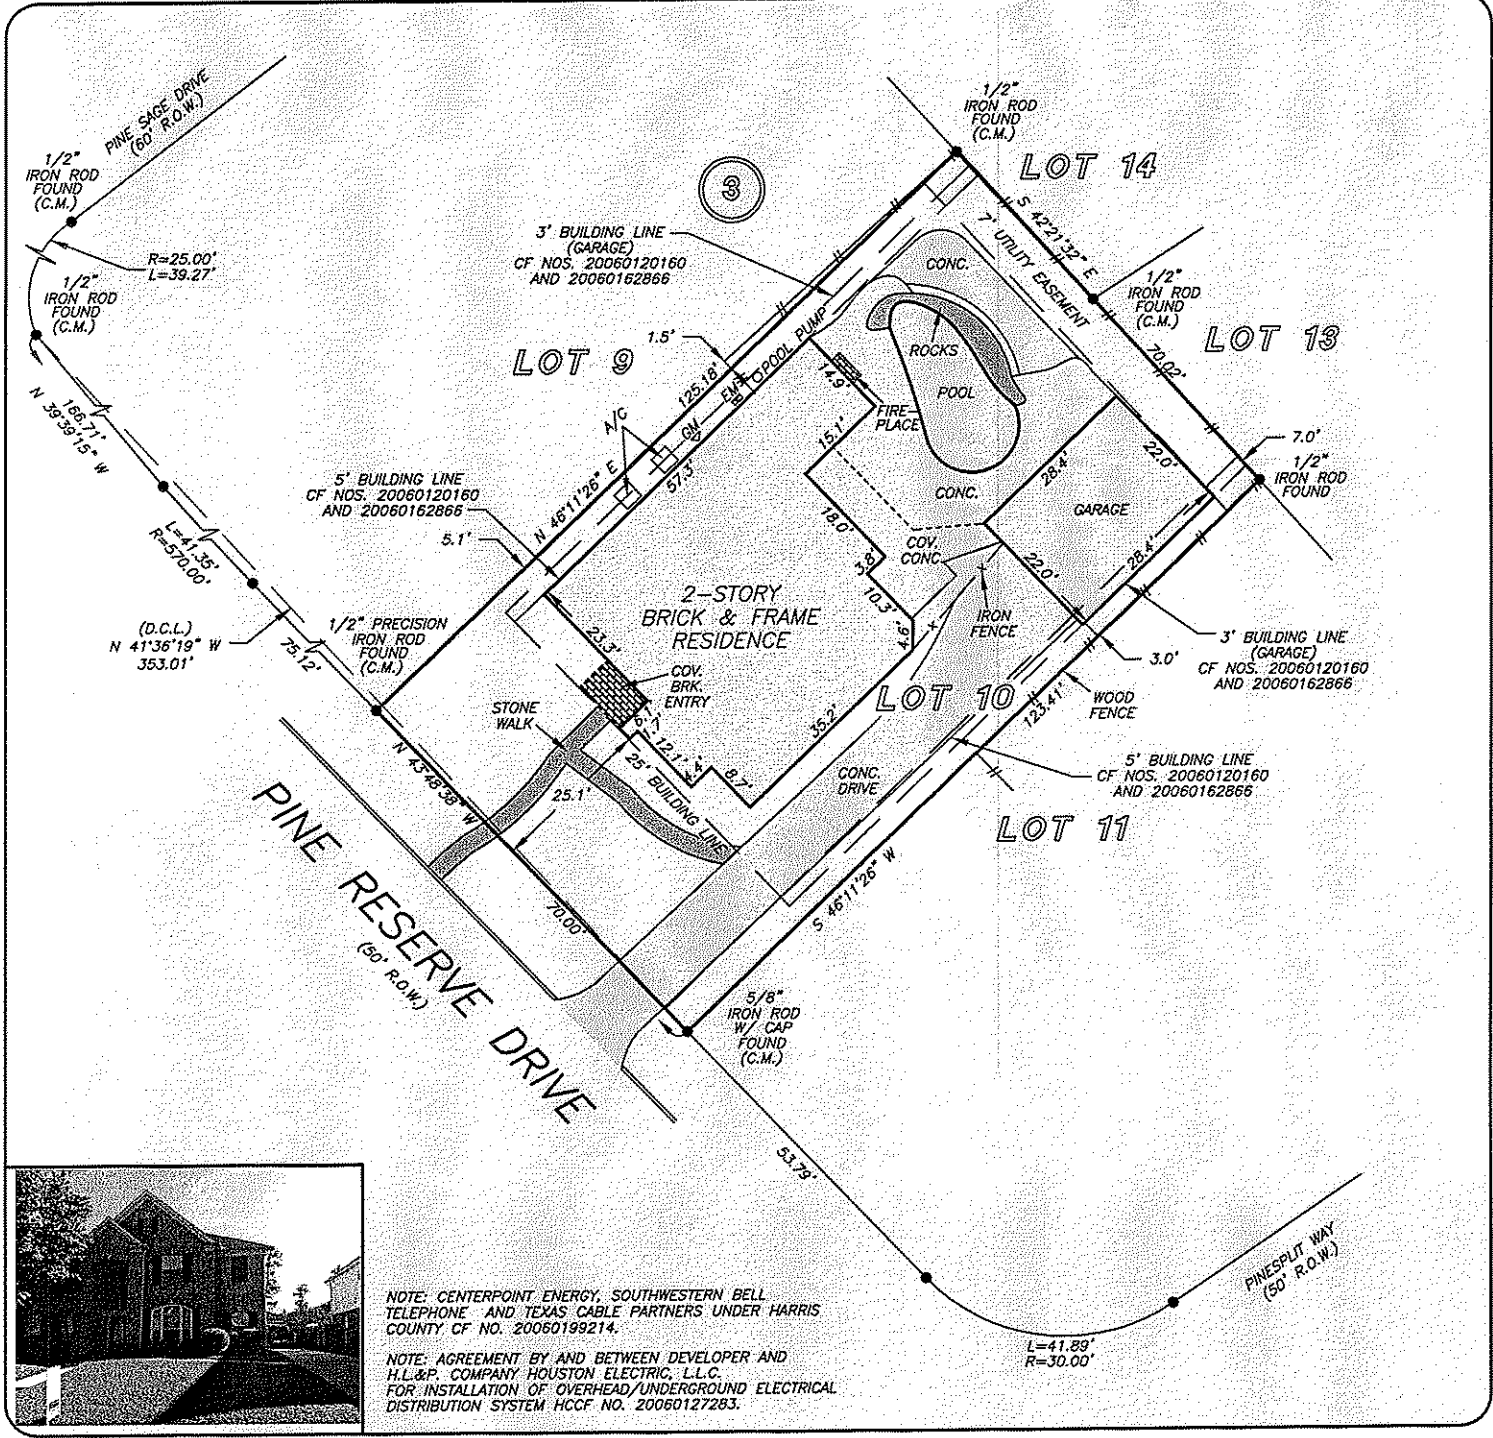 PINE SAGE DRIVE
(60' R.O.W.)
1/2"
IRON ROD
FOUND
(C.M.)
R=25.00'
L=39.27'
1/2"
IRON ROD
FOUND
(C.M.)
166.71'
N 39°39'15" W
L=41.35'
R=570.00'
(D.C.L.)
N 41°36'19" W
353.01'
75.12'
1/2" PRECISION
IRON ROD
FOUND
(C.M.)
3
3' BUILDING LINE
(GARAGE)
CF NOS. 20060120160
AND 20060162866
1/2"
IRON ROD
FOUND
(C.M.)
LOT 14
S 42°21'32" E
7' UTILITY EASEMENT
1/2"
IRON ROD
FOUND
(C.M.)
LOT 13
70.02'
LOT 9
1.5'
125.18'
N 46°11'26" E
A/C
GM
EM
POOL PUMP
57.3'
5' BUILDING LINE
CF NOS. 20060120160
AND 20060162866
5.1'
CONC.
ROCKS
POOL
14.9'
FIRE-
PLACE
15.1'
18.0'
3.8'
10.3'
4.6'
CONC.
COV.
CONC.
28.4'
GARAGE
22.0'
22.0'
28.4'
7.0'
1/2"
IRON ROD
FOUND
IRON
FENCE
3' BUILDING LINE
(GARAGE)
CF NOS. 20060120160
AND 20060162866
3.0'
WOOD
FENCE
123.41'
2-STORY
BRICK & FRAME
RESIDENCE
23.3'
COV.
BRK.
ENTRY
STONE
WALK
12.1'
8.7'
35.2'
LOT 10
CONC.
DRIVE
25' BUILDING LINE
25.1'
5' BUILDING LINE
CF NOS. 20060120160
AND 20060162866
LOT 11
S 46°11'26" W
N 43°48'38" W
70.00'
PINE RESERVE DRIVE
(50' R.O.W.)
5/8"
IRON ROD
W/ CAP
FOUND
(C.M.)
53.79'
L=41.89'
R=30.00'
PINESPLIT WAY
(50' R.O.W.)
NOTE: CENTERPOINT ENERGY, SOUTHWESTERN BELL
TELEPHONE AND TEXAS CABLE PARTNERS UNDER HARRIS
COUNTY CF NO. 20060199214.
NOTE: AGREEMENT BY AND BETWEEN DEVELOPER AND
H.L.&P. COMPANY HOUSTON ELECTRIC, L.L.C.
FOR INSTALLATION OF OVERHEAD/UNDERGROUND ELECTRICAL
DISTRIBUTION SYSTEM HCCF NO. 20060127283.